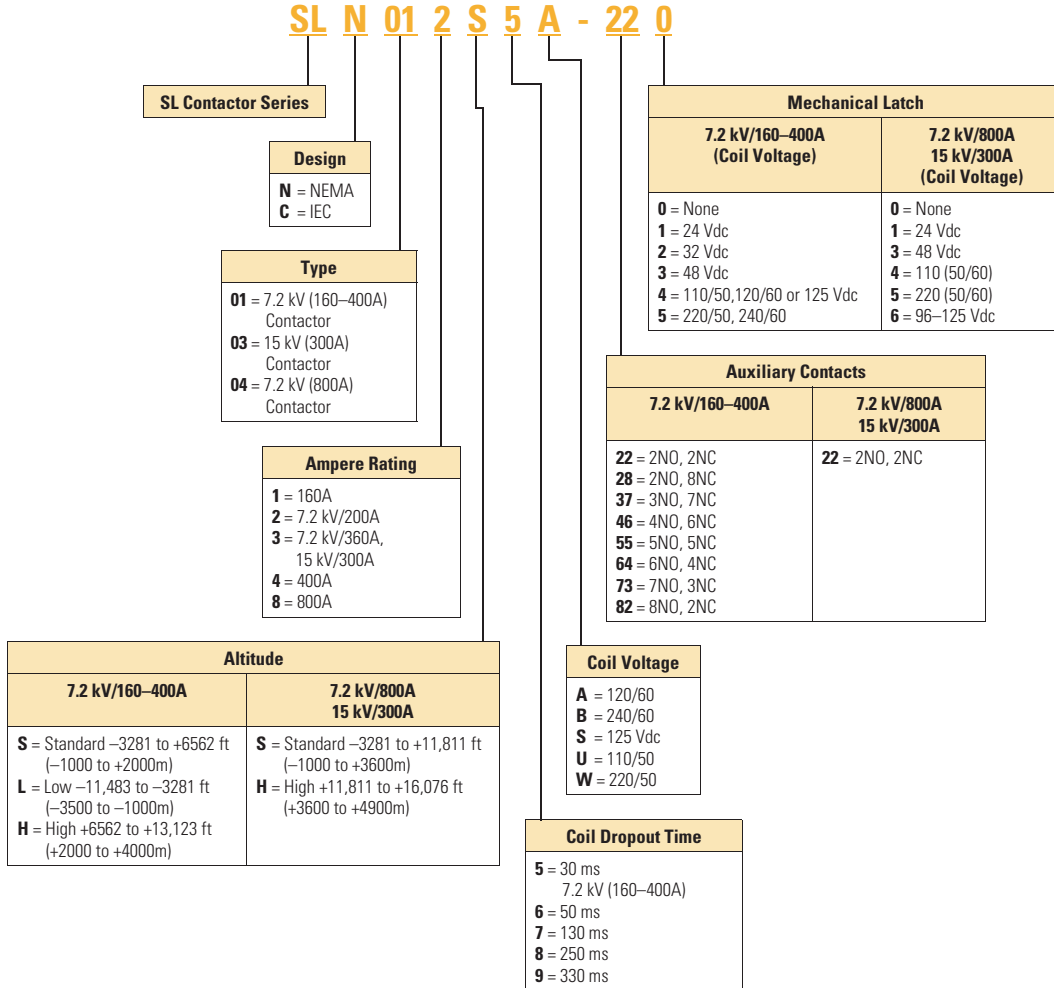 SL N 01 2 S 5 A - 22 0
SL Contactor Series
Design
N = NEMA
C = IEC
Type
01 = 7.2 kV (160–400A)
Contactor
03 = 15 kV (300A)
Contactor
04 = 7.2 kV (800A)
Contactor
Ampere Rating
1 = 160A
2 = 7.2 kV/200A
3 = 7.2 kV/360A,
15 kV/300A
4 = 400A
8 = 800A
Altitude
7.2 kV/160–400A
S = Standard –3281 to +6562 ft
(–1000 to +2000m)
L = Low –11,483 to –3281 ft
(–3500 to –1000m)
H = High +6562 to +13,123 ft
(+2000 to +4000m)
7.2 kV/800A
15 kV/300A
S = Standard –3281 to +11,811 ft
(–1000 to +3600m)
H = High +11,811 to +16,076 ft
(+3600 to +4900m)
Mechanical Latch
7.2 kV/160–400A
(Coil Voltage)
0 = None
1 = 24 Vdc
2 = 32 Vdc
3 = 48 Vdc
4 = 110/50,120/60 or 125 Vdc
5 = 220/50, 240/60
7.2 kV/800A
15 kV/300A
(Coil Voltage)
0 = None
1 = 24 Vdc
3 = 48 Vdc
4 = 110 (50/60)
5 = 220 (50/60)
6 = 96–125 Vdc
Auxiliary Contacts
7.2 kV/160–400A
22 = 2NO, 2NC
28 = 2NO, 8NC
37 = 3NO, 7NC
46 = 4NO, 6NC
55 = 5NO, 5NC
64 = 6NO, 4NC
73 = 7NO, 3NC
82 = 8NO, 2NC
7.2 kV/800A
15 kV/300A
22 = 2NO, 2NC
Coil Voltage
A = 120/60
B = 240/60
S = 125 Vdc
U = 110/50
W = 220/50
Coil Dropout Time
5 = 30 ms
7.2 kV (160–400A)
6 = 50 ms
7 = 130 ms
8 = 250 ms
9 = 330 ms